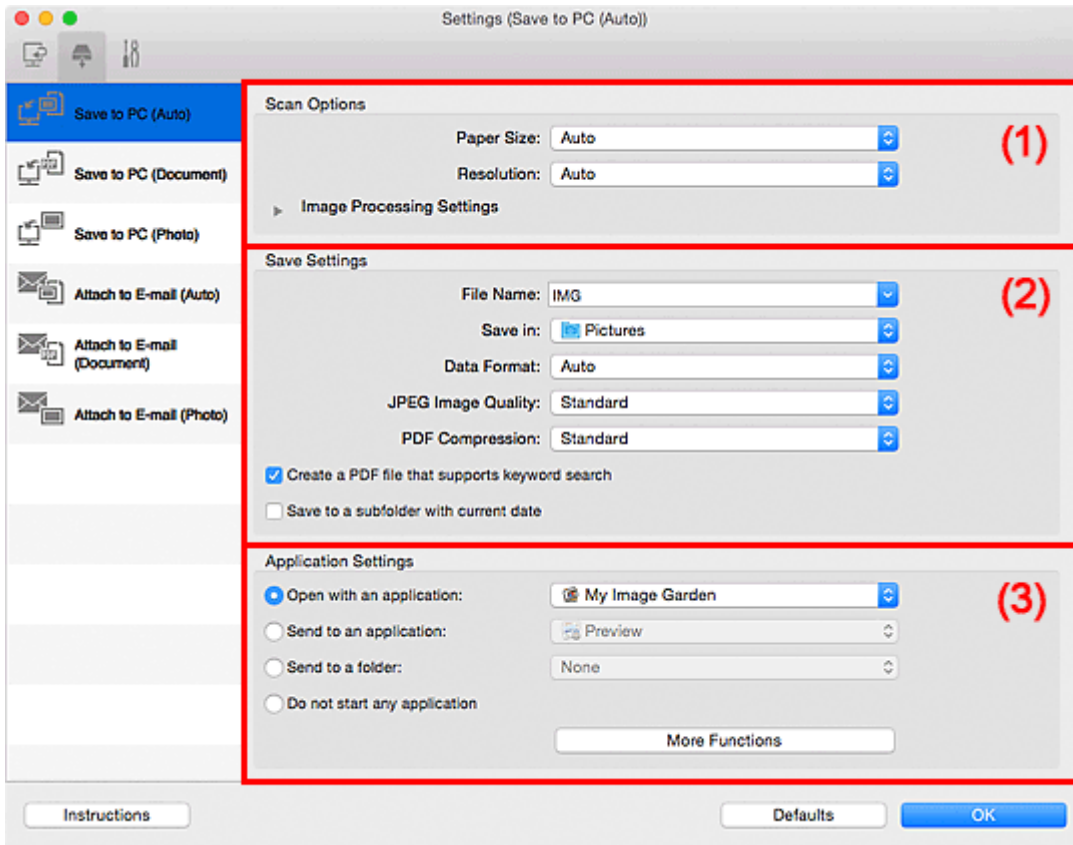 Settings (Save to PC (Auto))
Save to PC (Auto)
Save to PC (Document)
Save to PC (Photo)
Attach to E-mail (Auto)
Attach to E-mail
(Document)
Attach to E-mail (Photo)
Scan Options
(1)
Paper Size: Auto
Resolution: Auto
Image Processing Settings
Save Settings
(2)
File Name: IMG
Save in: Pictures
Data Format: Auto
JPEG Image Quality: Standard
PDF Compression: Standard
Create a PDF file that supports keyword search
Save to a subfolder with current date
Application Settings
(3)
Open with an application: My Image Garden
Send to an application: Preview
Send to a folder: None
Do not start any application
More Functions
Instructions
Defaults
OK